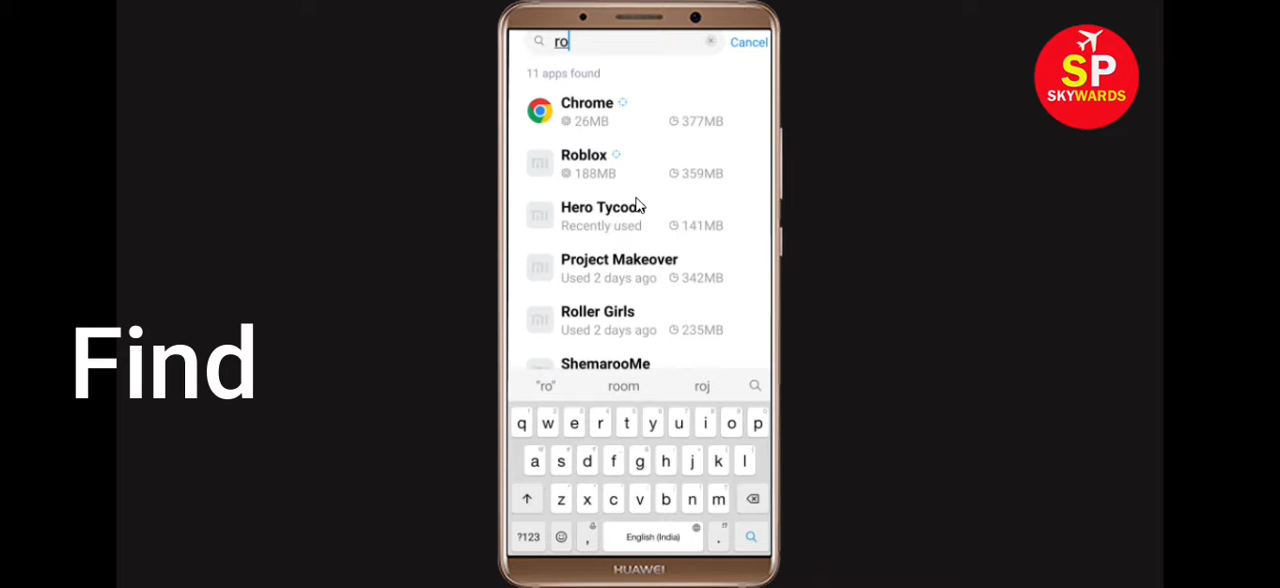 ro
Cancel
11 apps found
Chrome
26MB 377MB
Roblox
188MB 359MB
Hero Tycoo
Recently used 141MB
Project Makeover
Used 2 days ago 342MB
Roller Girls
Used 2 days ago 235MB
ShemarooMe
"ro" room roj
q w e r t y u i o p
a s d f g h j k l
z x c v b n m
?123 , English (India) .
HUAWEI
Find
SP
SKYWARDS